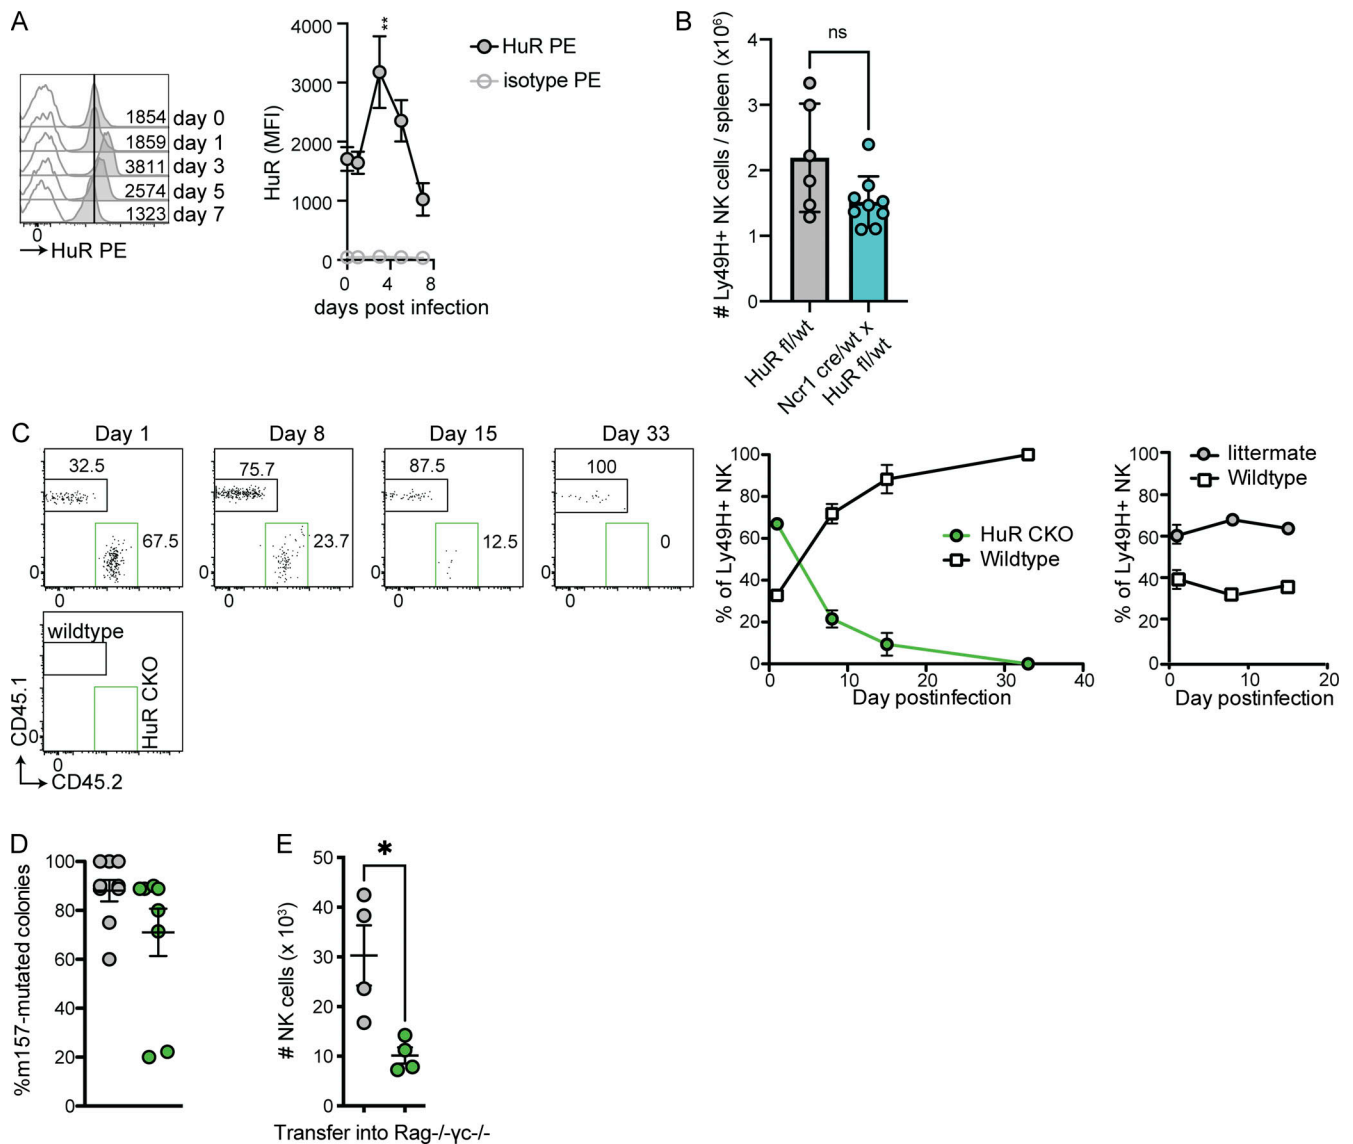 A
1854 day 0
1859 day 1
3811 day 3
2574 day 5
1323 day 7
0
HuR PE
4000
3000
2000
1000
0
HuR (MFI)
**
0 4 8
days post infection
HuR PE
isotype PE
B
# Ly49H+ NK cells / spleen (x10⁶)
4
3
2
1
0
ns
HuR fl/wt
Ncr1 cre/wt x
HuR fl/wt
C
Day 1
32.5
67.5
0
0
Day 8
75.7
23.7
0
0
Day 15
87.5
12.5
0
0
Day 33
100
0
0
0
wildtype
HuR CKO
0
0
CD45.1
CD45.2
% of Ly49H+ NK
100
80
60
40
20
0
0 10 20 30 40
Day postinfection
HuR CKO
Wildtype
% of Ly49H+ NK
100
80
60
40
20
0
0 10 20
Day postinfection
littermate
Wildtype
D
%m157-mutated colonies
100
80
60
40
20
0
E
# NK cells (x 10³)
50
40
30
20
10
0
*
Transfer into Rag-/-γc-/-